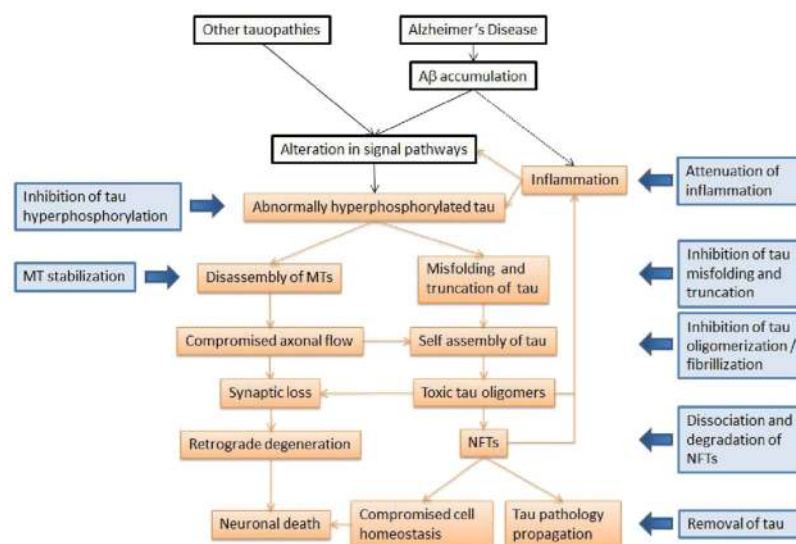 Other tauopathies
Alzheimer's Disease
Aβ accumulation
Alteration in signal pathways
Inflammation
Attenuation of
inflammation
Inhibition of tau
hyperphosphorylation
Abnormally hyperphosphorylated tau
MT stabilization
Disassembly of MTs
Misfolding and
truncation of tau
Inhibition of tau
misfolding and
truncation
Compromised axonal flow
Self assembly of tau
Inhibition of tau
oligomerization /
fibrillization
Synaptic loss
Toxic tau oligomers
Retrograde degeneration
NFTs
Dissociation and
degradation of
NFTs
Neuronal death
Compromised cell
homeostasis
Tau pathology
propagation
Removal of tau